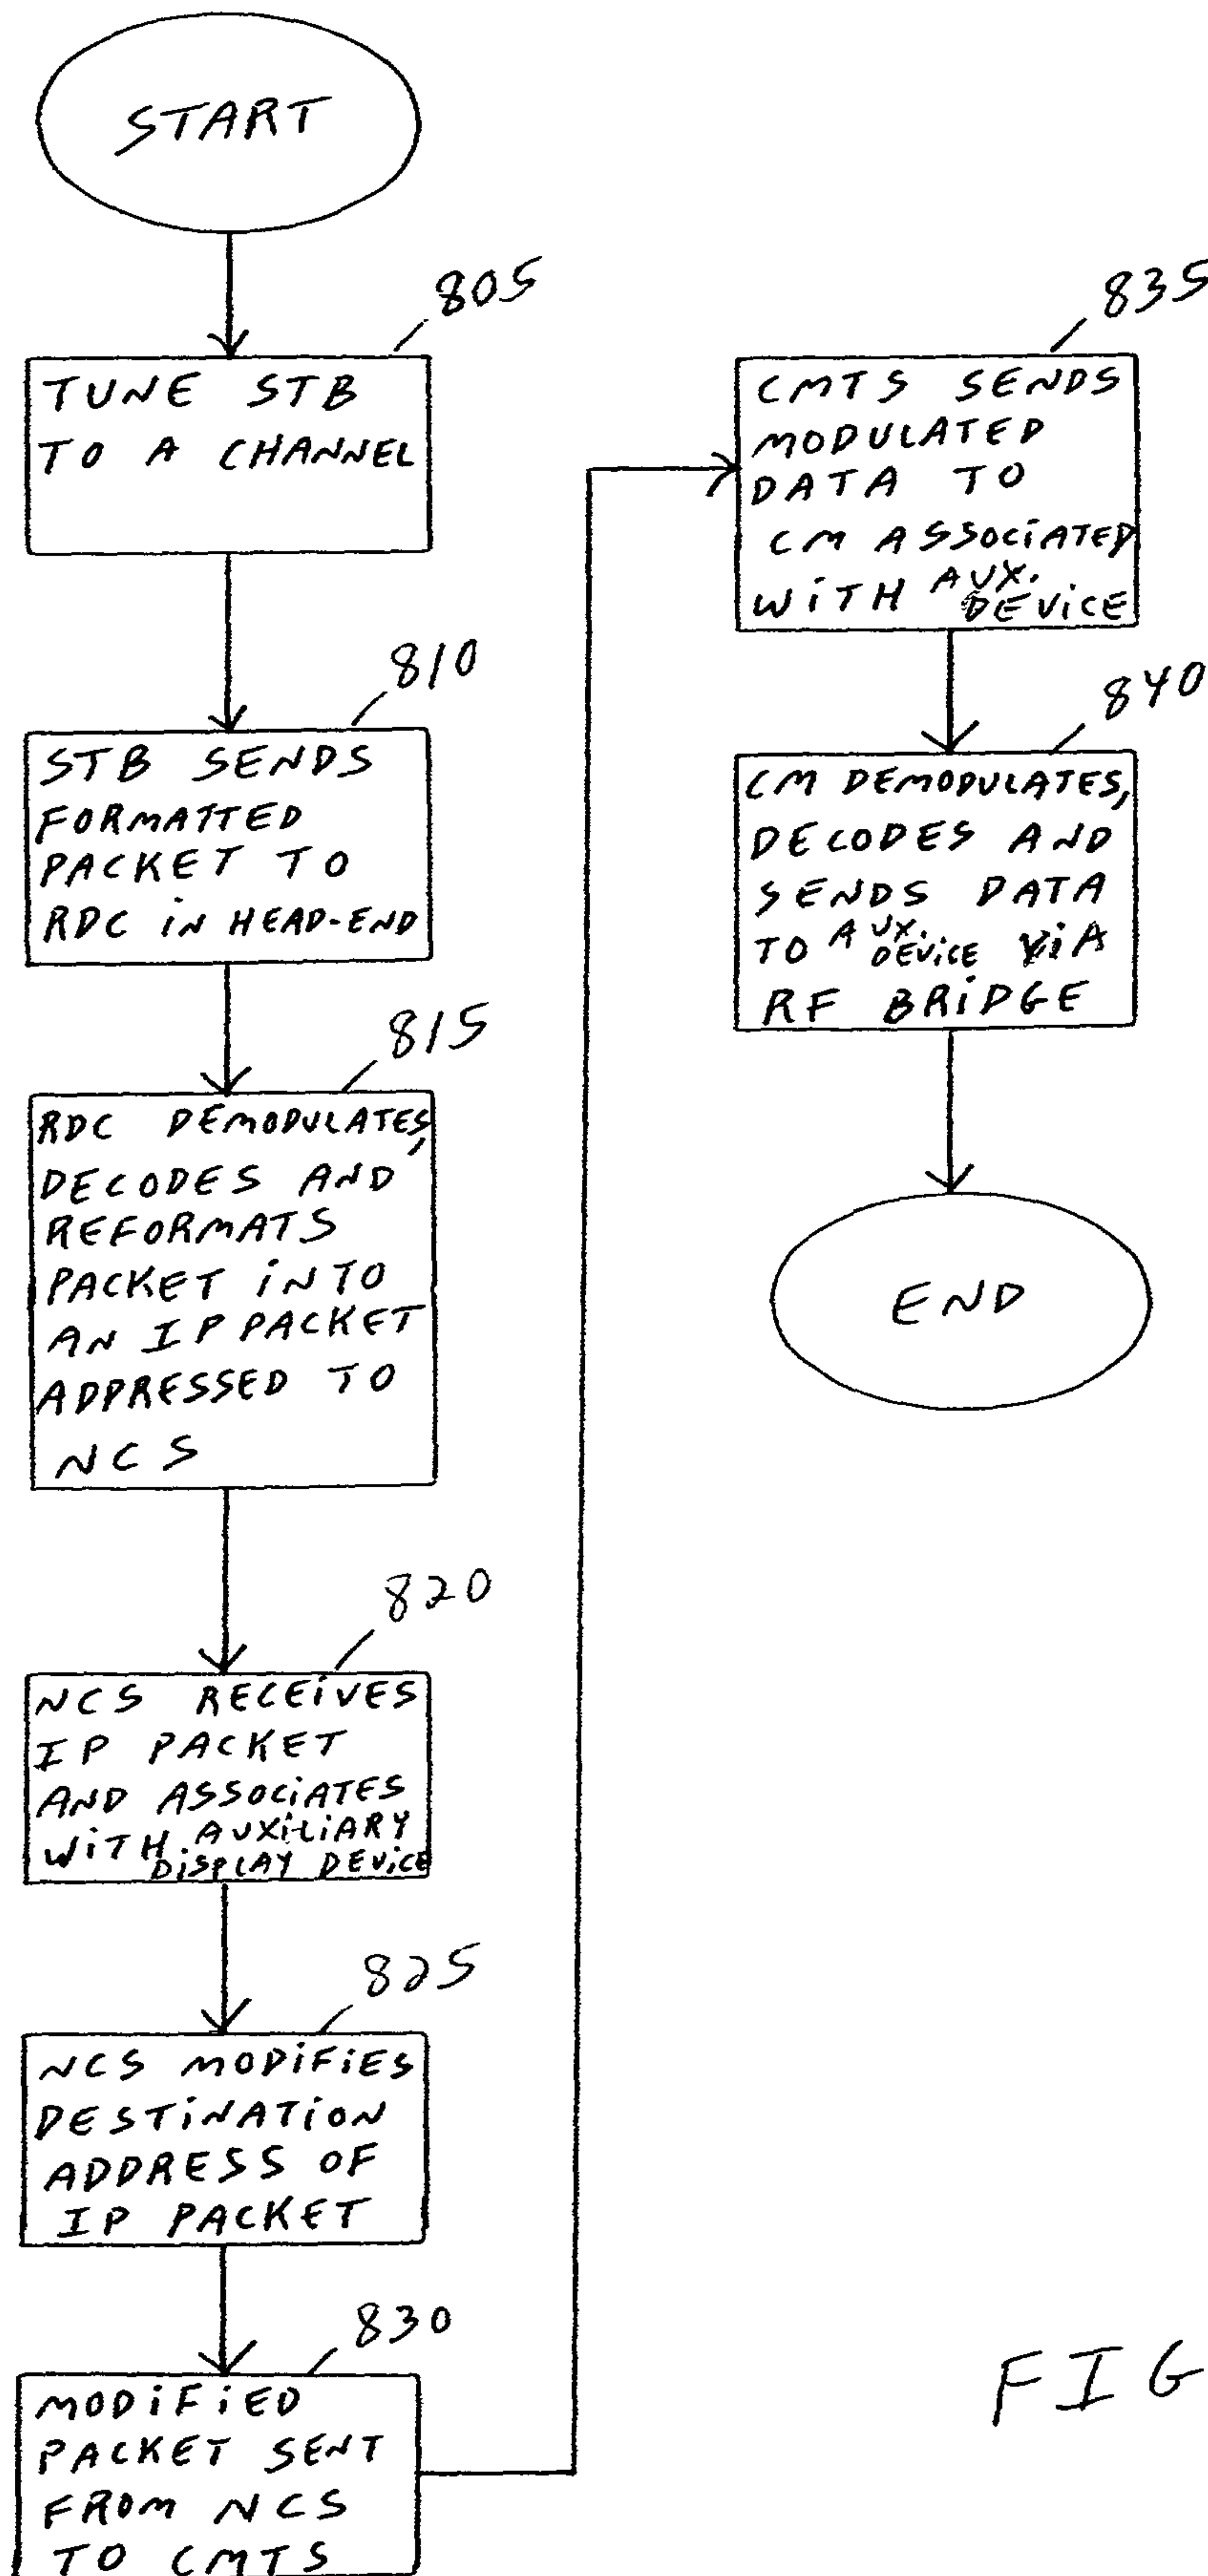 START
805
TUNE STB
TO A CHANNEL
810
STB SENDS
FORMATTED
PACKET TO
RDC iN HEAD-END
815
RDC DEMODULATES,
DECODES AND
REFORMATS
PACKET iNTO
AN IP PACKET
ADDRESSED TO
NCS
820
NCS RECEiVES
IP PACKET
AND ASSOCiATES
WiTH AUXiLiARY
DiSPLAY DEViCE
825
NCS MODiFiES
DESTiNATiON
ADDRESS OF
IP PACKET
830
MODiFiED
PACKET SENT
FROM NCS
TO CMTS
835
CMTS SENDS
MODULATED
DATA TO
CM ASSOCiATED
WiTH AUX.
DEViCE
840
CM DEMODULATES,
DECODES AND
SENDS DATA
TO AUX.
DEViCE ViA
RF BRiDGE
END
FIG